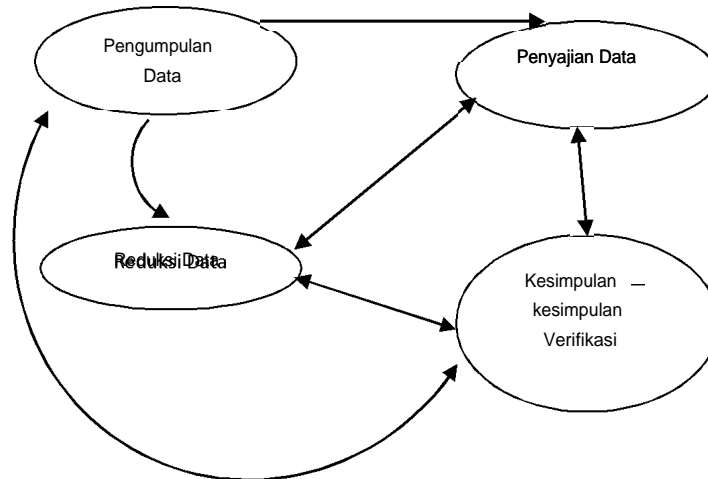 Pengumpulan
Data
Penyajian Data
Reduksi Data
Kesimpulan –
kesimpulan
Verifikasi